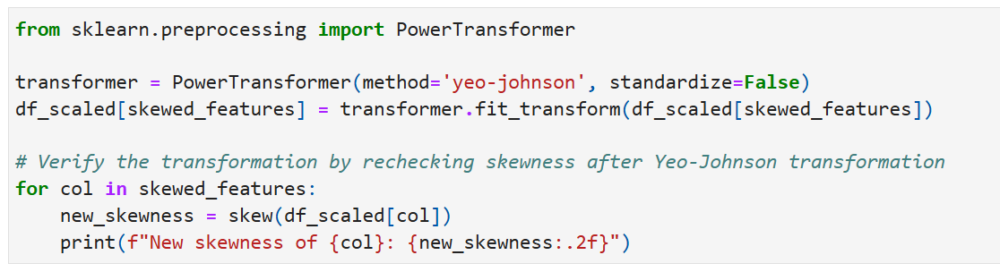 from sklearn.preprocessing import PowerTransformer
transformer = PowerTransformer(method='yeo-johnson', standardize=False)
df_scaled[skewed_features] = transformer.fit_transform(df_scaled[skewed_features])
# Verify the transformation by rechecking skewness after Yeo-Johnson transformation
for col in skewed_features:
    new_skewness = skew(df_scaled[col])
    print(f"New skewness of {col}: {new_skewness:.2f}")